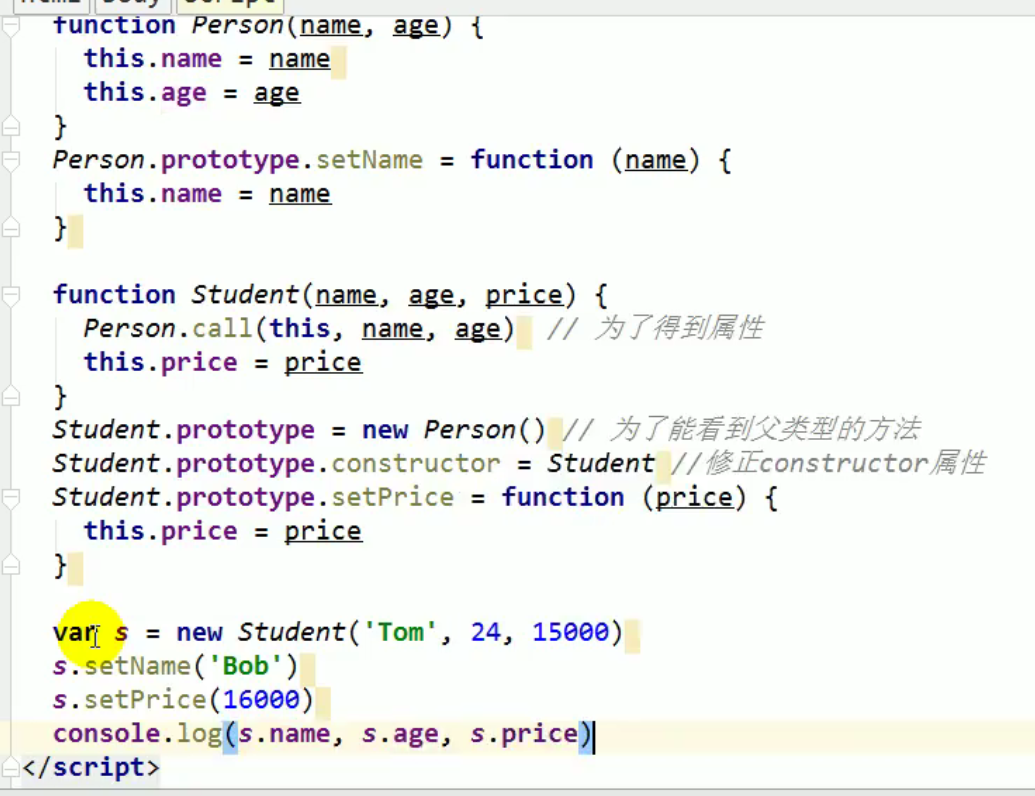 html body script
function Person(name, age) {
this.name = name
this.age = age
}
Person.prototype.setName = function (name) {
this.name = name
}
function Student(name, age, price) {
Person.call(this, name, age) // 为了得到属性
this.price = price
}
Student.prototype = new Person() // 为了能看到父类型的方法
Student.prototype.constructor = Student //修正constructor属性
Student.prototype.setPrice = function (price) {
this.price = price
}
var s = new Student('Tom', 24, 15000)
s.setName('Bob')
s.setPrice(16000)
console.log(s.name, s.age, s.price)
</script>